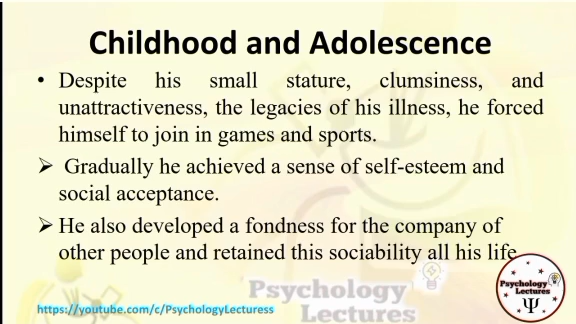 Childhood and Adolescence
• Despite his small stature, clumsiness, and
unattractiveness, the legacies of his illness, he forced
himself to join in games and sports.
➢ Gradually he achieved a sense of self-esteem and
social acceptance.
➢ He also developed a fondness for the company of
other people and retained this sociability all his life
Psychology
Lectures
https://youtube.com/c/PsychologyLecturess
Psychology
Lectures
Ψ